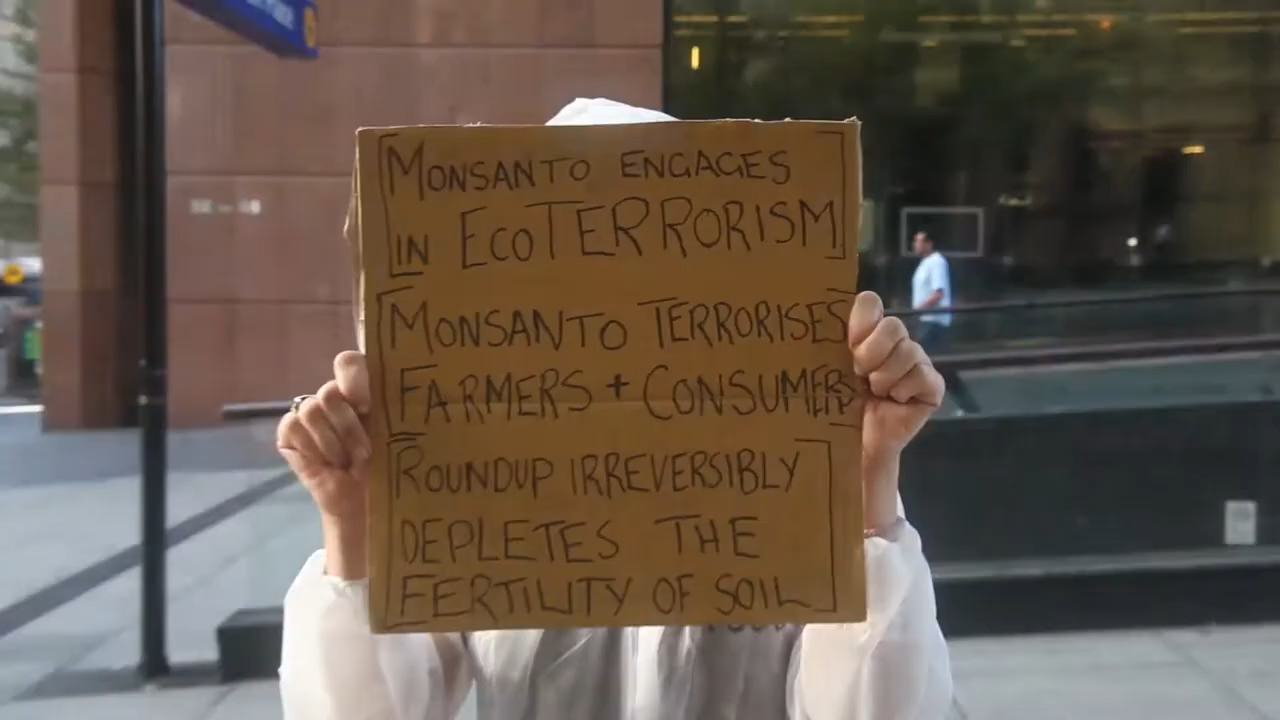 MONSANTO ENGAGES
IN ECOTERRORISM
MONSANTO TERRORISES
FARMERS + CONSUMERS
ROUNDUP IRREVERSIBLY
DEPLETES THE
FERTILITY OF SOIL